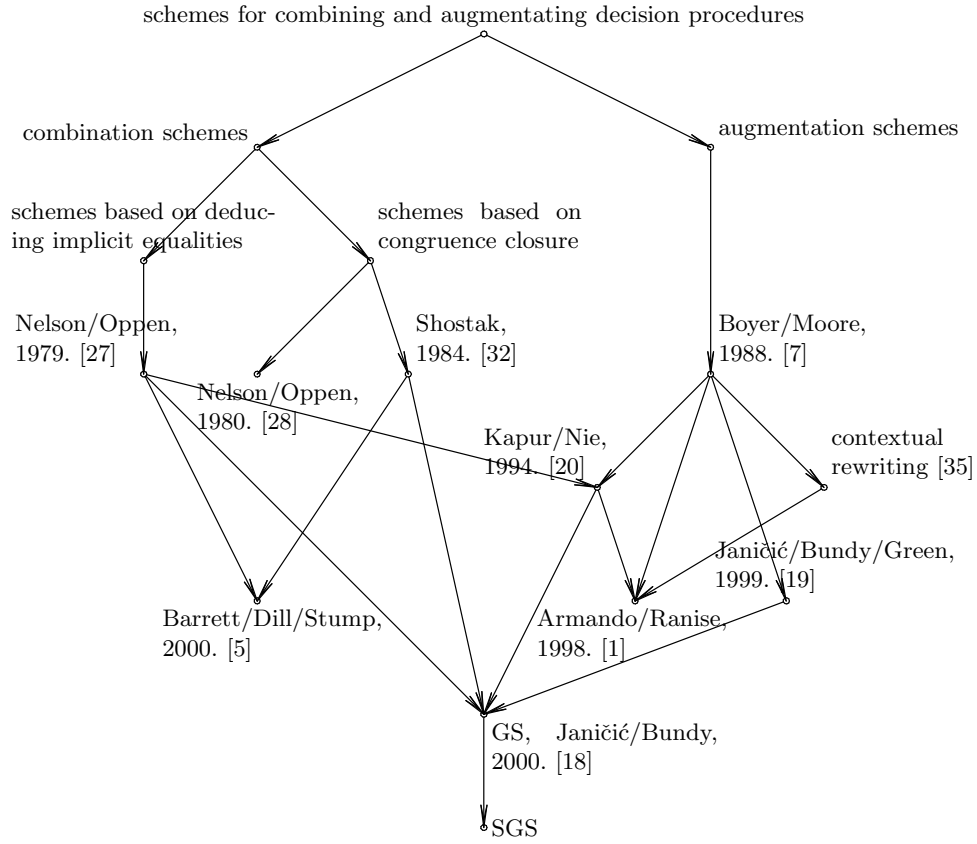 schemes for combining and augmentating decision procedures
combination schemes
augmentation schemes
schemes based on deduc-
ing implicit equalities
schemes based on
congruence closure
Nelson/Oppen,
1979. [27]
Shostak,
1984. [32]
Boyer/Moore,
1988. [7]
Nelson/Oppen,
1980. [28]
Kapur/Nie,
1994. [20]
contextual
rewriting [35]
Janičić/Bundy/Green,
1999. [19]
Barrett/Dill/Stump,
2000. [5]
Armando/Ranise,
1998. [1]
GS, Janičić/Bundy,
2000. [18]
SGS